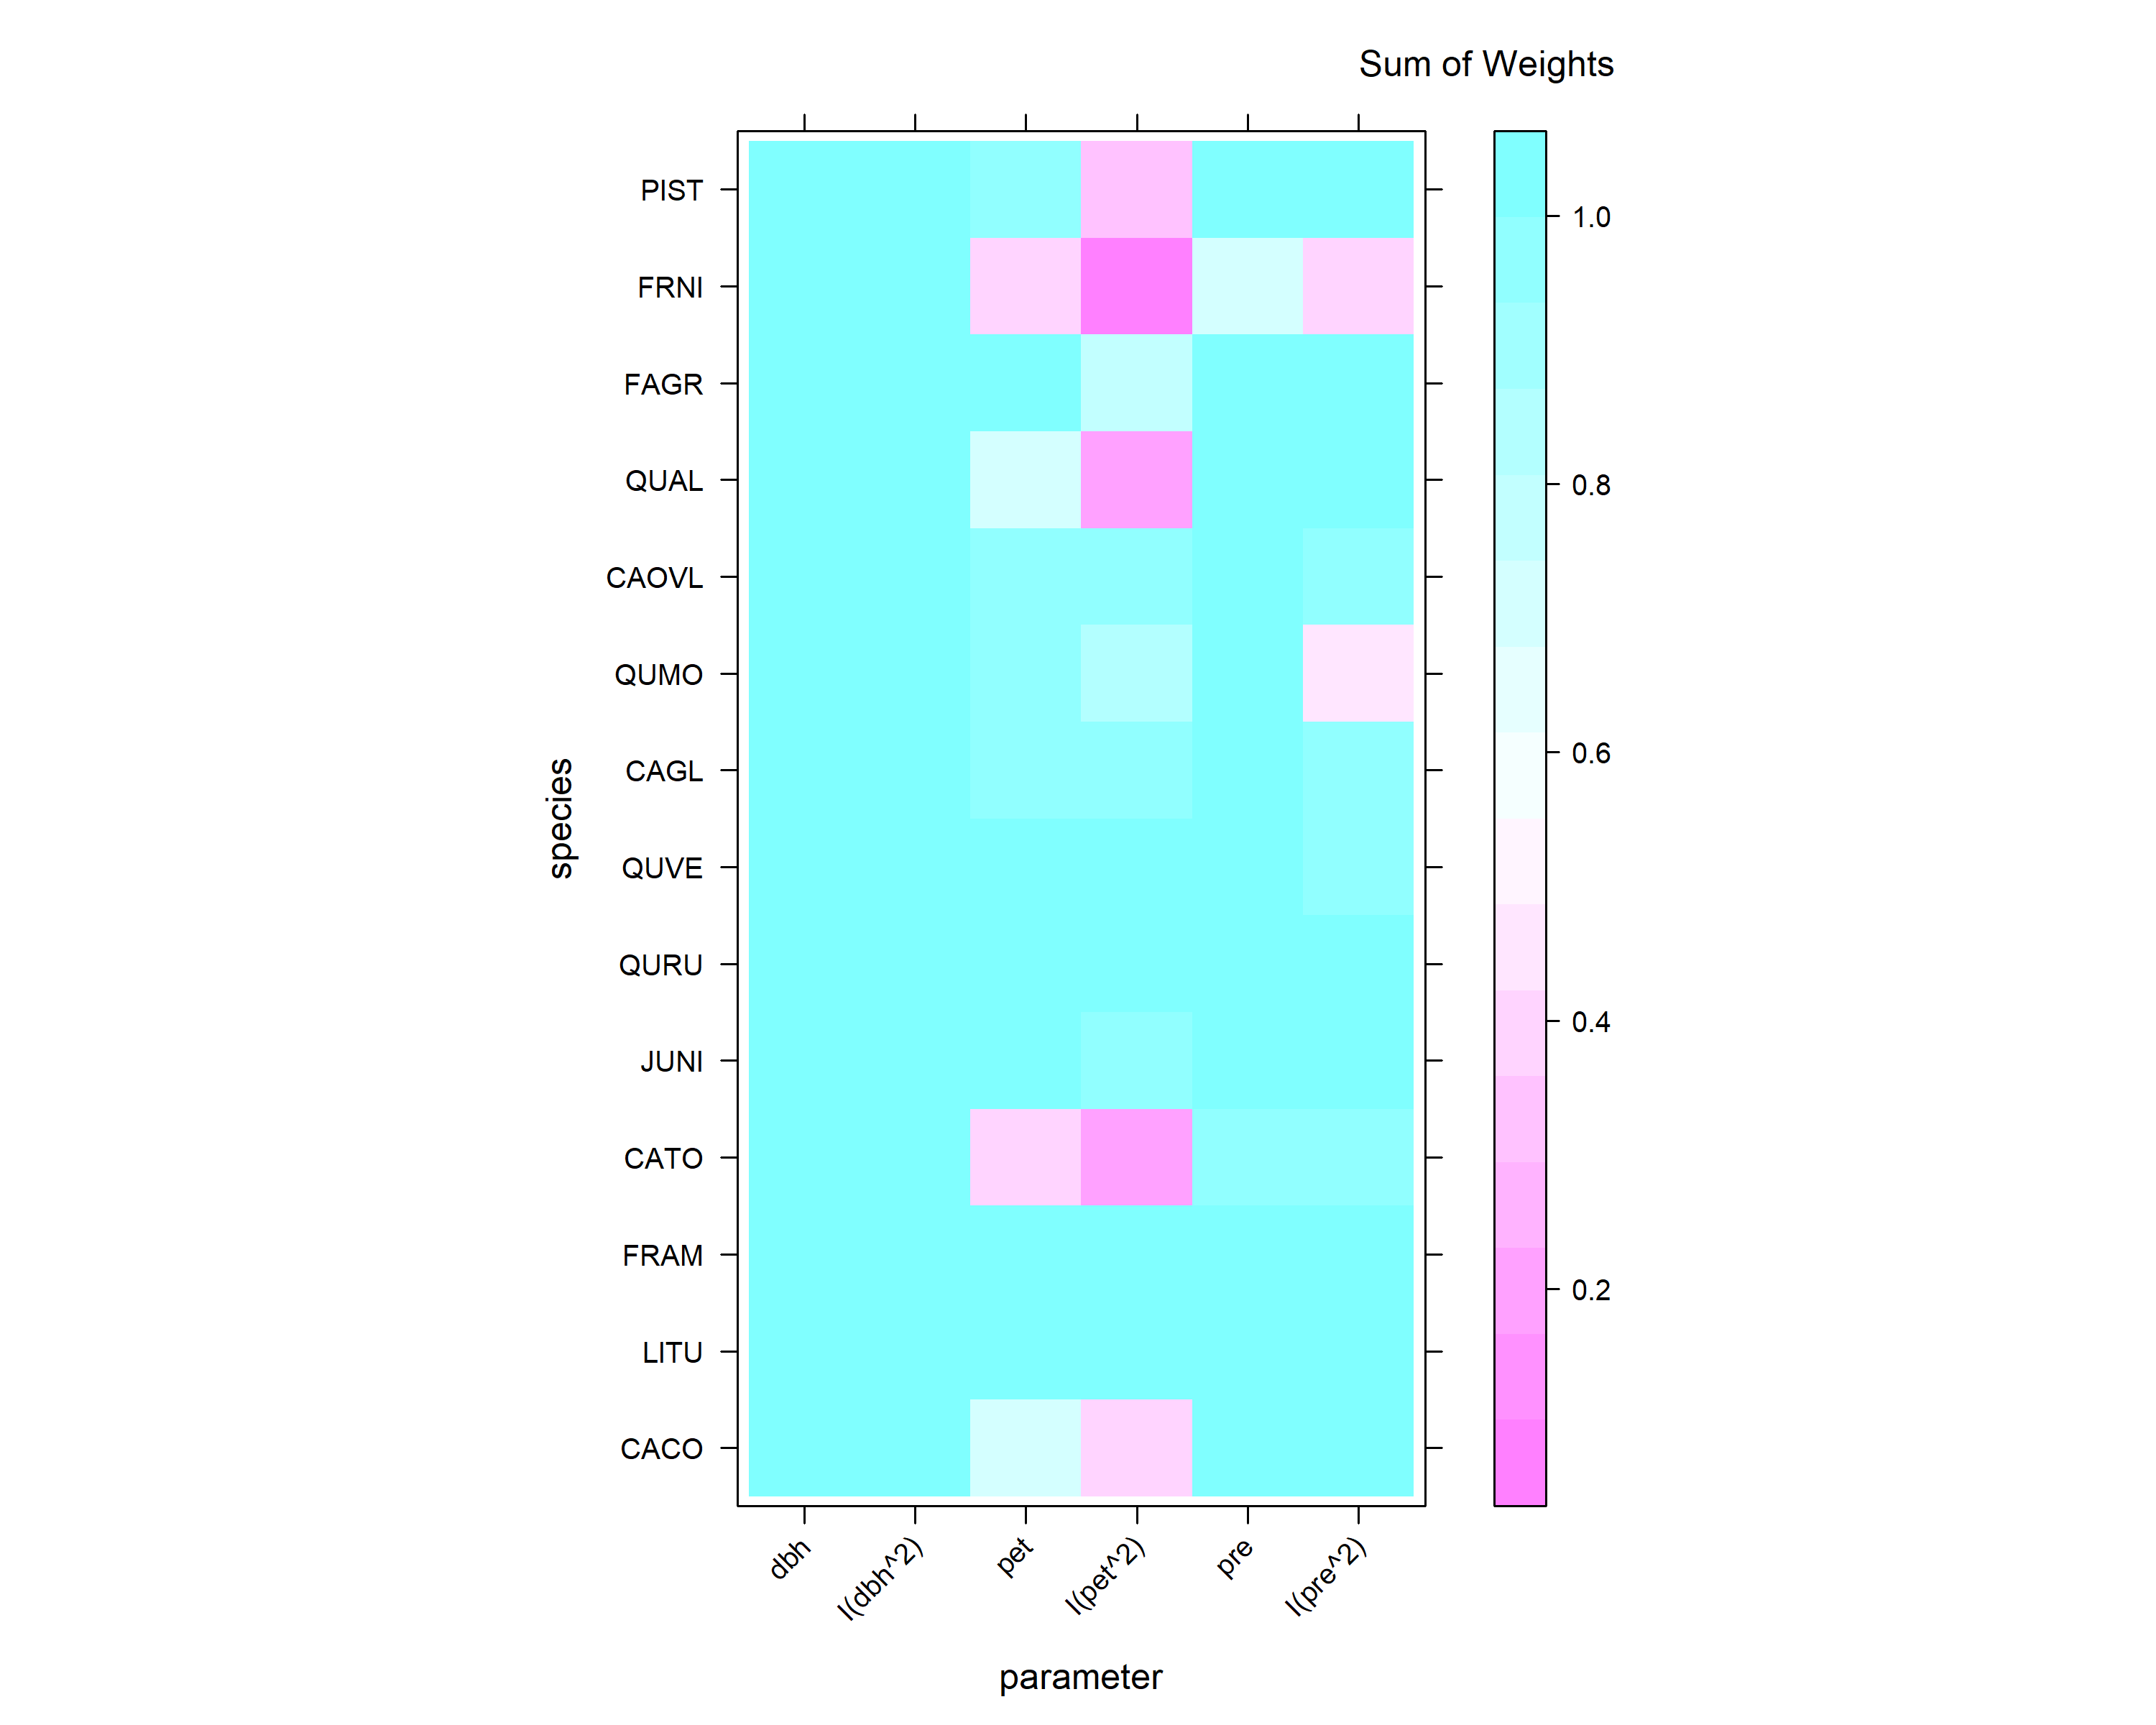 Sum of Weights
PIST
FRNI
FAGR
QUAL
CAOVL
QUMO
CAGL
QUVE
QURU
JUNI
CATO
FRAM
LITU
CACO
species
1.0
0.8
0.6
0.4
0.2
dbh
I(dbh^2)
pet
I(pet^2)
pre
I(pre^2)
parameter